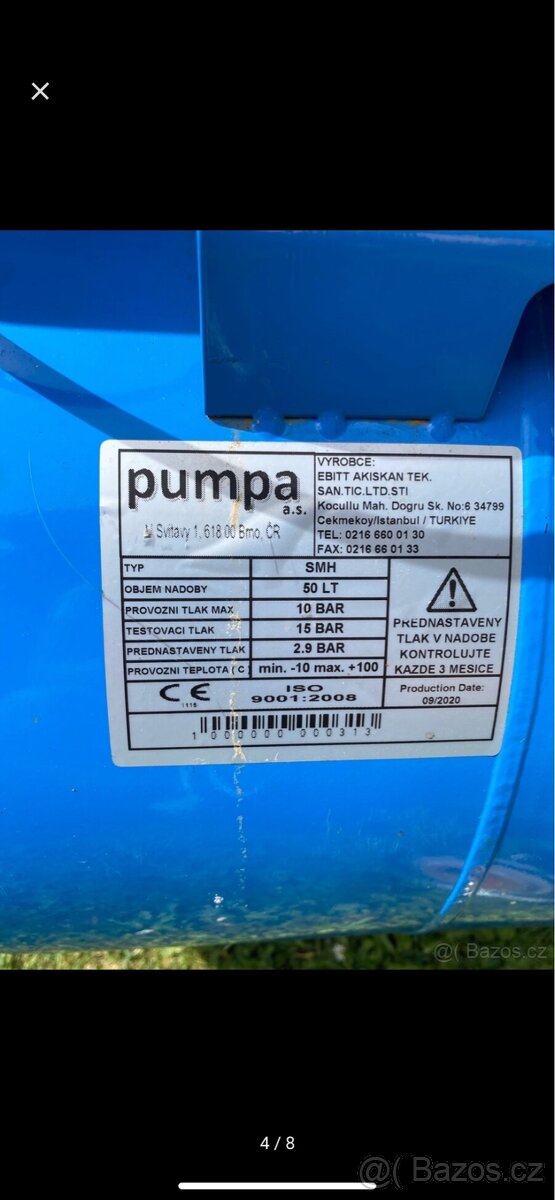 pumpa
a.s.
U Svitavy 1, 618 00 Brno, ČR
VYROBCE:
EBITT AKISKAN TEK.
SAN.TIC.LTD.STI
Kocullu Mah. Dogru Sk. No:6 34799
Cekmekoy/Istanbul / TURKIYE
TEL: 0216 660 01 30
FAX: 0216 66 01 33
TYP SMH
OBJEM NADOBY 50 LT
PROVOZNI TLAK MAX 10 BAR
TESTOVACI TLAK 15 BAR
PREDNASTAVENY TLAK 2.9 BAR
PROVOZNI TEPLOTA C min. -10 max. +100
PREDNASTAVENY
TLAK V NADOBE
KONTROLUJTE
KAZDE 3 MESICE
CE
ISO
9001:2008
Production Date:
09/2020
1 000000 000313
@( Bazos.cz
4 / 8
@( Bazos.cz